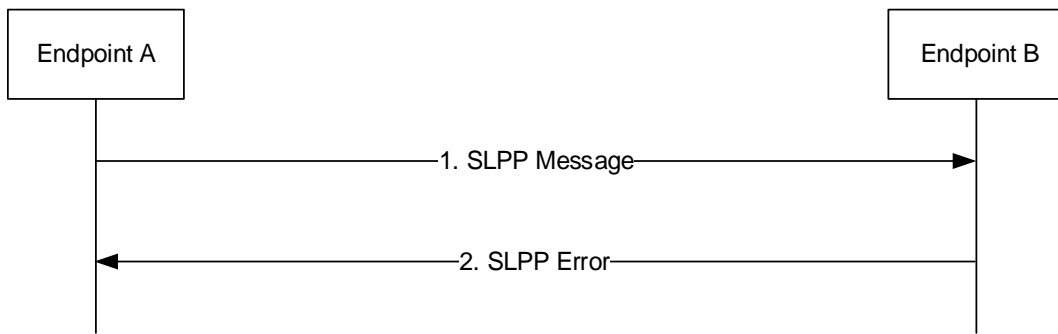 Endpoint A
Endpoint B
1. SLPP Message
2. SLPP Error